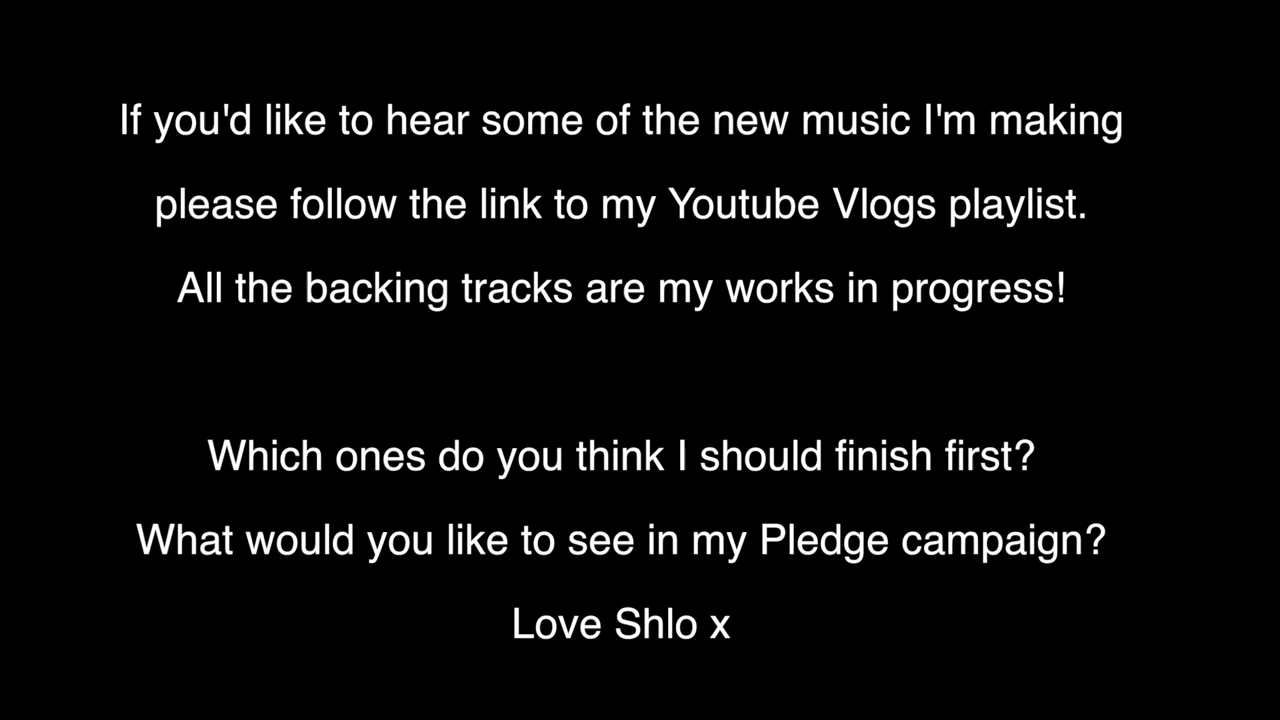 If you'd like to hear some of the new music I'm making
please follow the link to my Youtube Vlogs playlist.
All the backing tracks are my works in progress!
Which ones do you think I should finish first?
What would you like to see in my Pledge campaign?
Love Shlo x